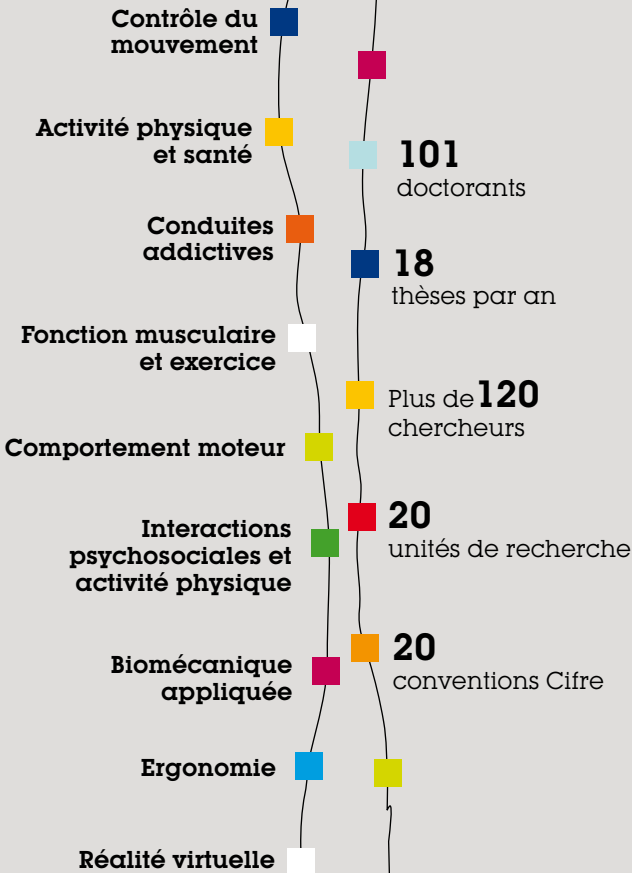 Contrôle du
mouvement
Activité physique
et santé
Conduites
addictives
Fonction musculaire
et exercice
Comportement moteur
Interactions
psychosociales et
activité physique
Biomécanique
appliquée
Ergonomie
Réalité virtuelle
101
doctorants
18
thèses par an
Plus de 120
chercheurs
20
unités de recherche
20
conventions Cifre